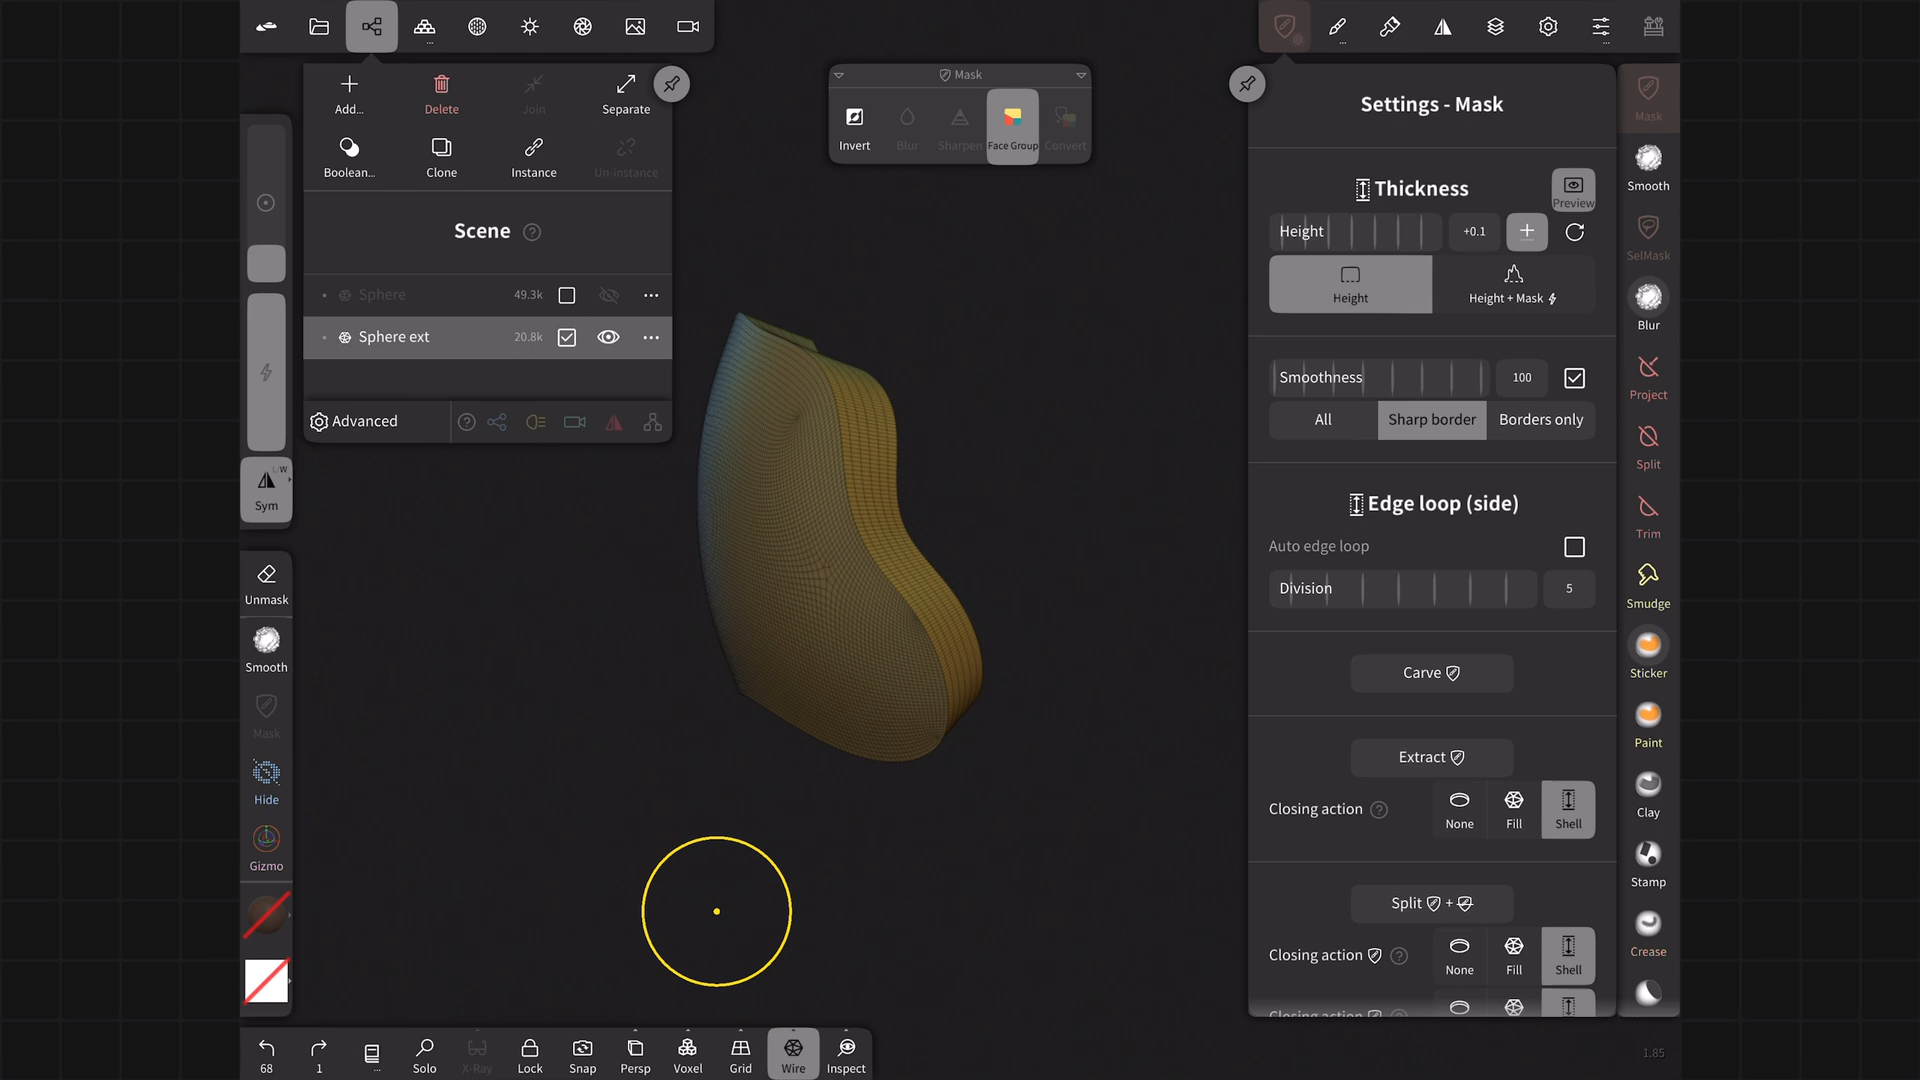 Add...
Delete
Join
Separate
Boolean...
Clone
Instance
Un-instance
Scene ?
Sphere 49.3k
Sphere ext 20.8k
Advanced ?
L/W
Sym
Unmask
Smooth
Mask
Hide
Gizmo
68
1
...
Solo
X-Ray
Lock
Snap
Persp
Voxel
Grid
Wire
Inspect
Mask
Invert
Blur
Sharpen
Face Group
Convert
Settings - Mask
Thickness
Preview
Height +0.1 +
Height
Height + Mask
Smoothness 100
All
Sharp border
Borders only
Edge loop (side)
Auto edge loop
Division 5
Carve
Extract
Closing action ?
None
Fill
Shell
Split +
Closing action ?
None
Fill
Shell
Closing action
Mask
Smooth
SelMask
Blur
Project
Split
Trim
Smudge
Sticker
Paint
Clay
Stamp
Crease
1.85